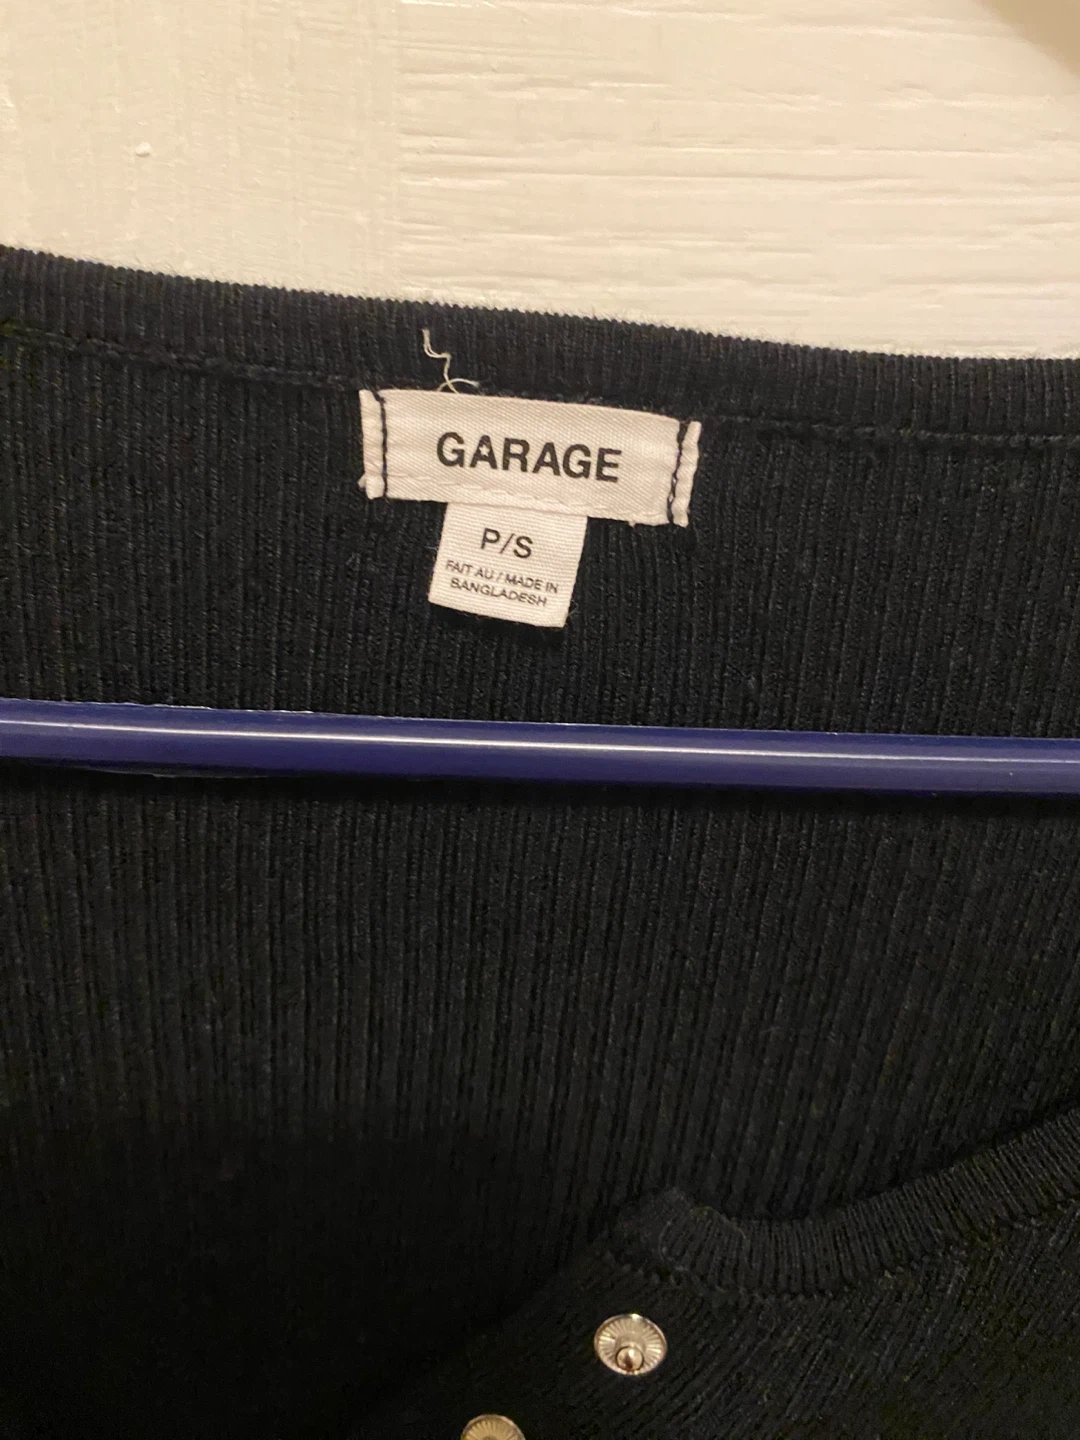 GARAGE
P/S
FAIT AU / MADE IN
BANGLADESH